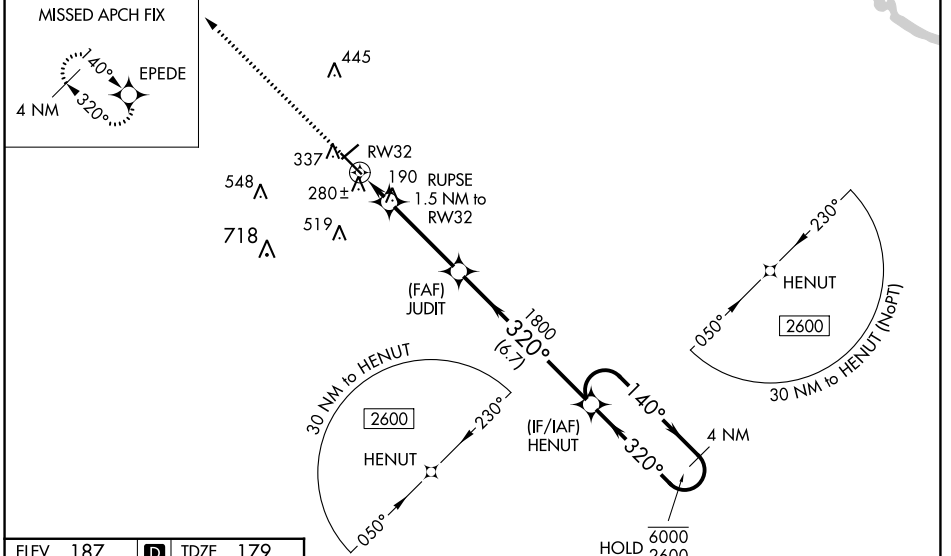 MISSED APCH FIX
140°
EPEDE
4 NM
320°
445
337
RW32
548
280±
190
RUPSE
1.5 NM to
RW32
718
519
(FAF)
JUDIT
1800
320°
(6.7)
230°
HENUT
2600
050°
30 NM to HENUT (NoPT)
30 NM to HENUT
2600
230°
HENUT
050°
(IF/IAF)
HENUT
140°
4 NM
320°
HOLD 6000
2600
ELEV 187 D TDZE 179